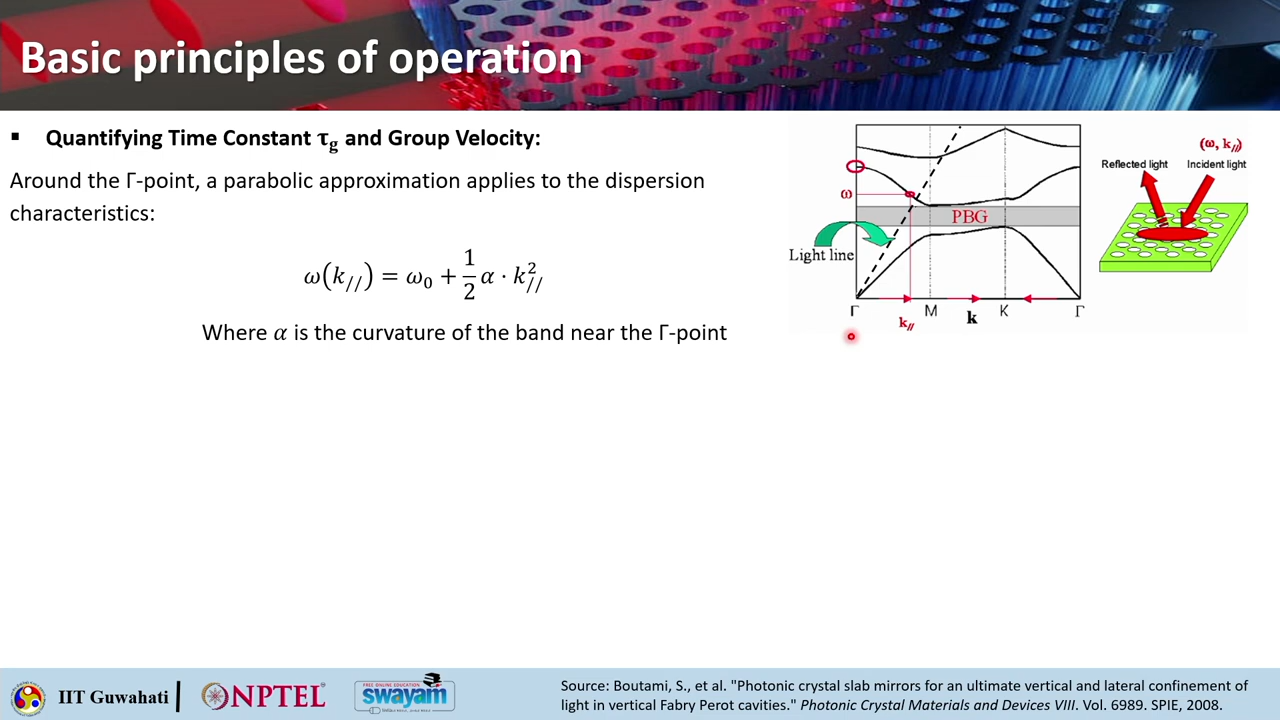 Basic principles of operation
▪ Quantifying Time Constant τg and Group Velocity:
Around the Γ-point, a parabolic approximation applies to the dispersion
characteristics:
ω(k//) = ω0 + 1/2 α · k//^2
Where α is the curvature of the band near the Γ-point
ω
PBG
Light line
Γ M K Γ
k// k
(ω, k//)
Reflected light Incident light
IIT Guwahati
NPTEL
FREE ONLINE EDUCATION
swayam
Source: Boutami, S., et al. "Photonic crystal slab mirrors for an ultimate vertical and lateral confinement of
light in vertical Fabry Perot cavities." Photonic Crystal Materials and Devices VIII. Vol. 6989. SPIE, 2008.